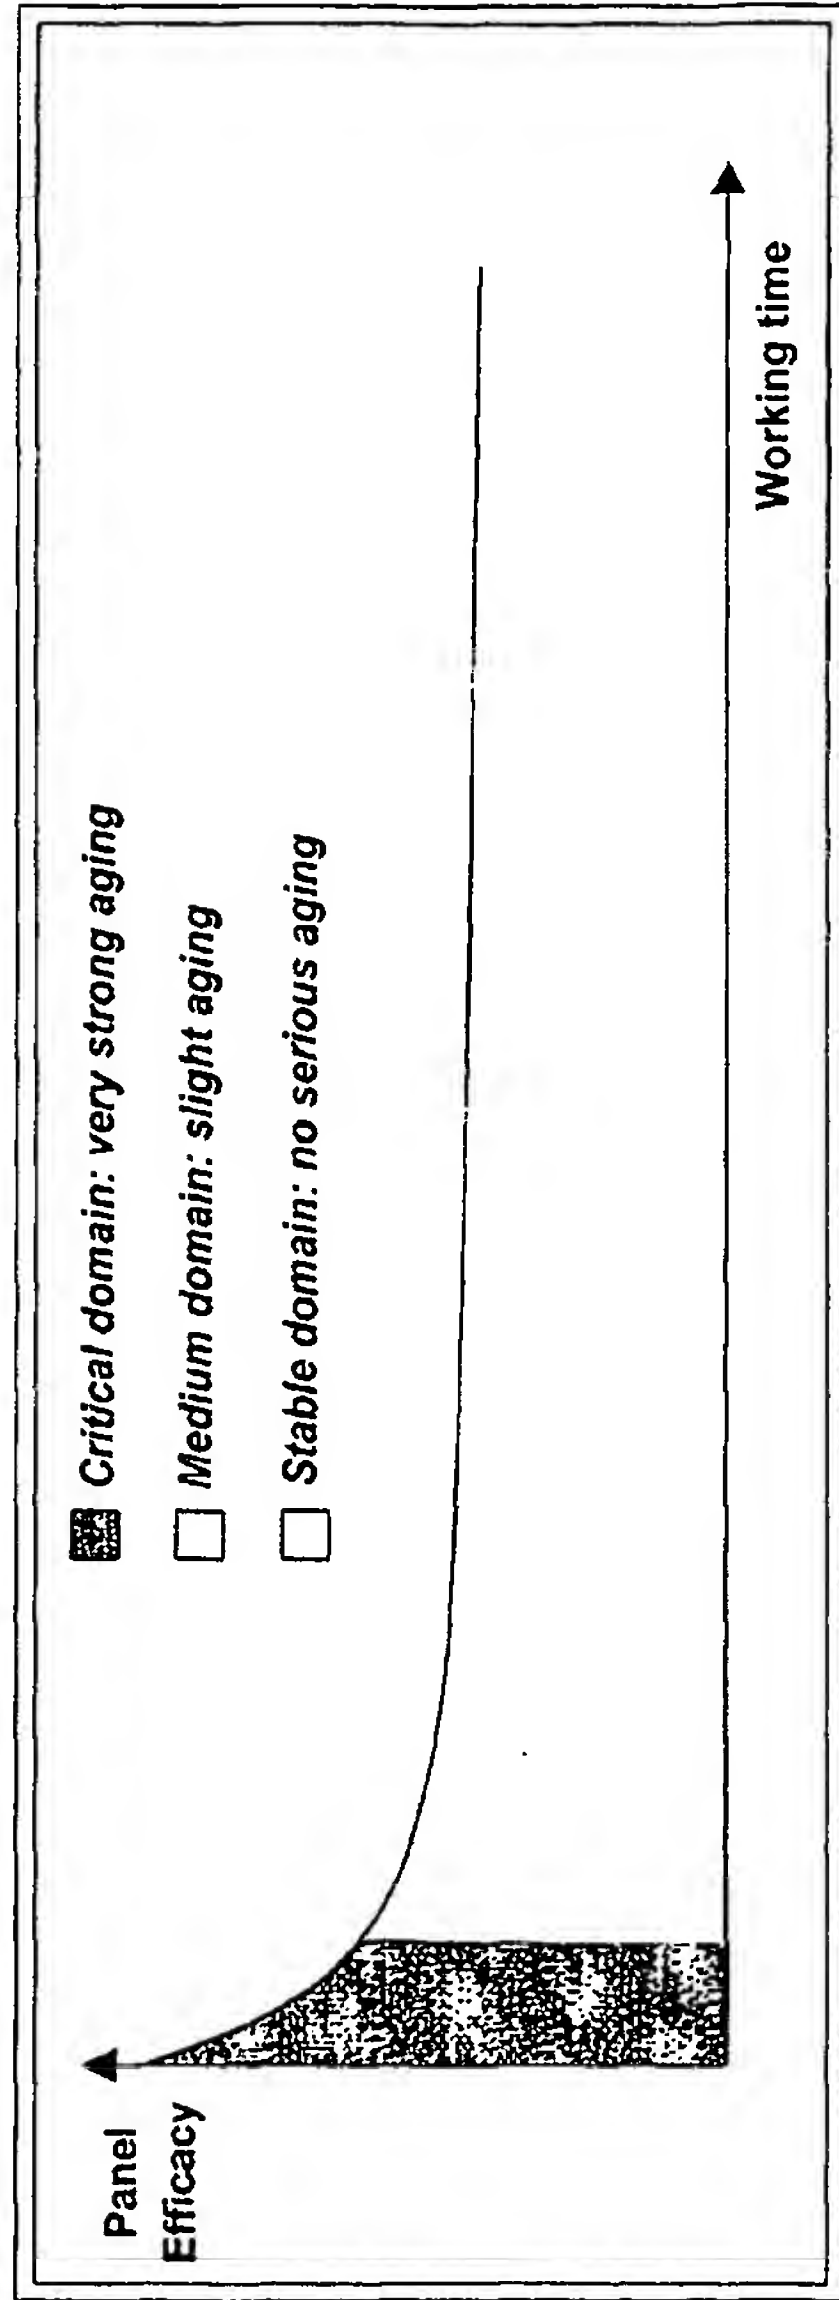 Panel
Efficacy
Critical domain: very strong aging
Medium domain: slight aging
Stable domain: no serious aging
Working time